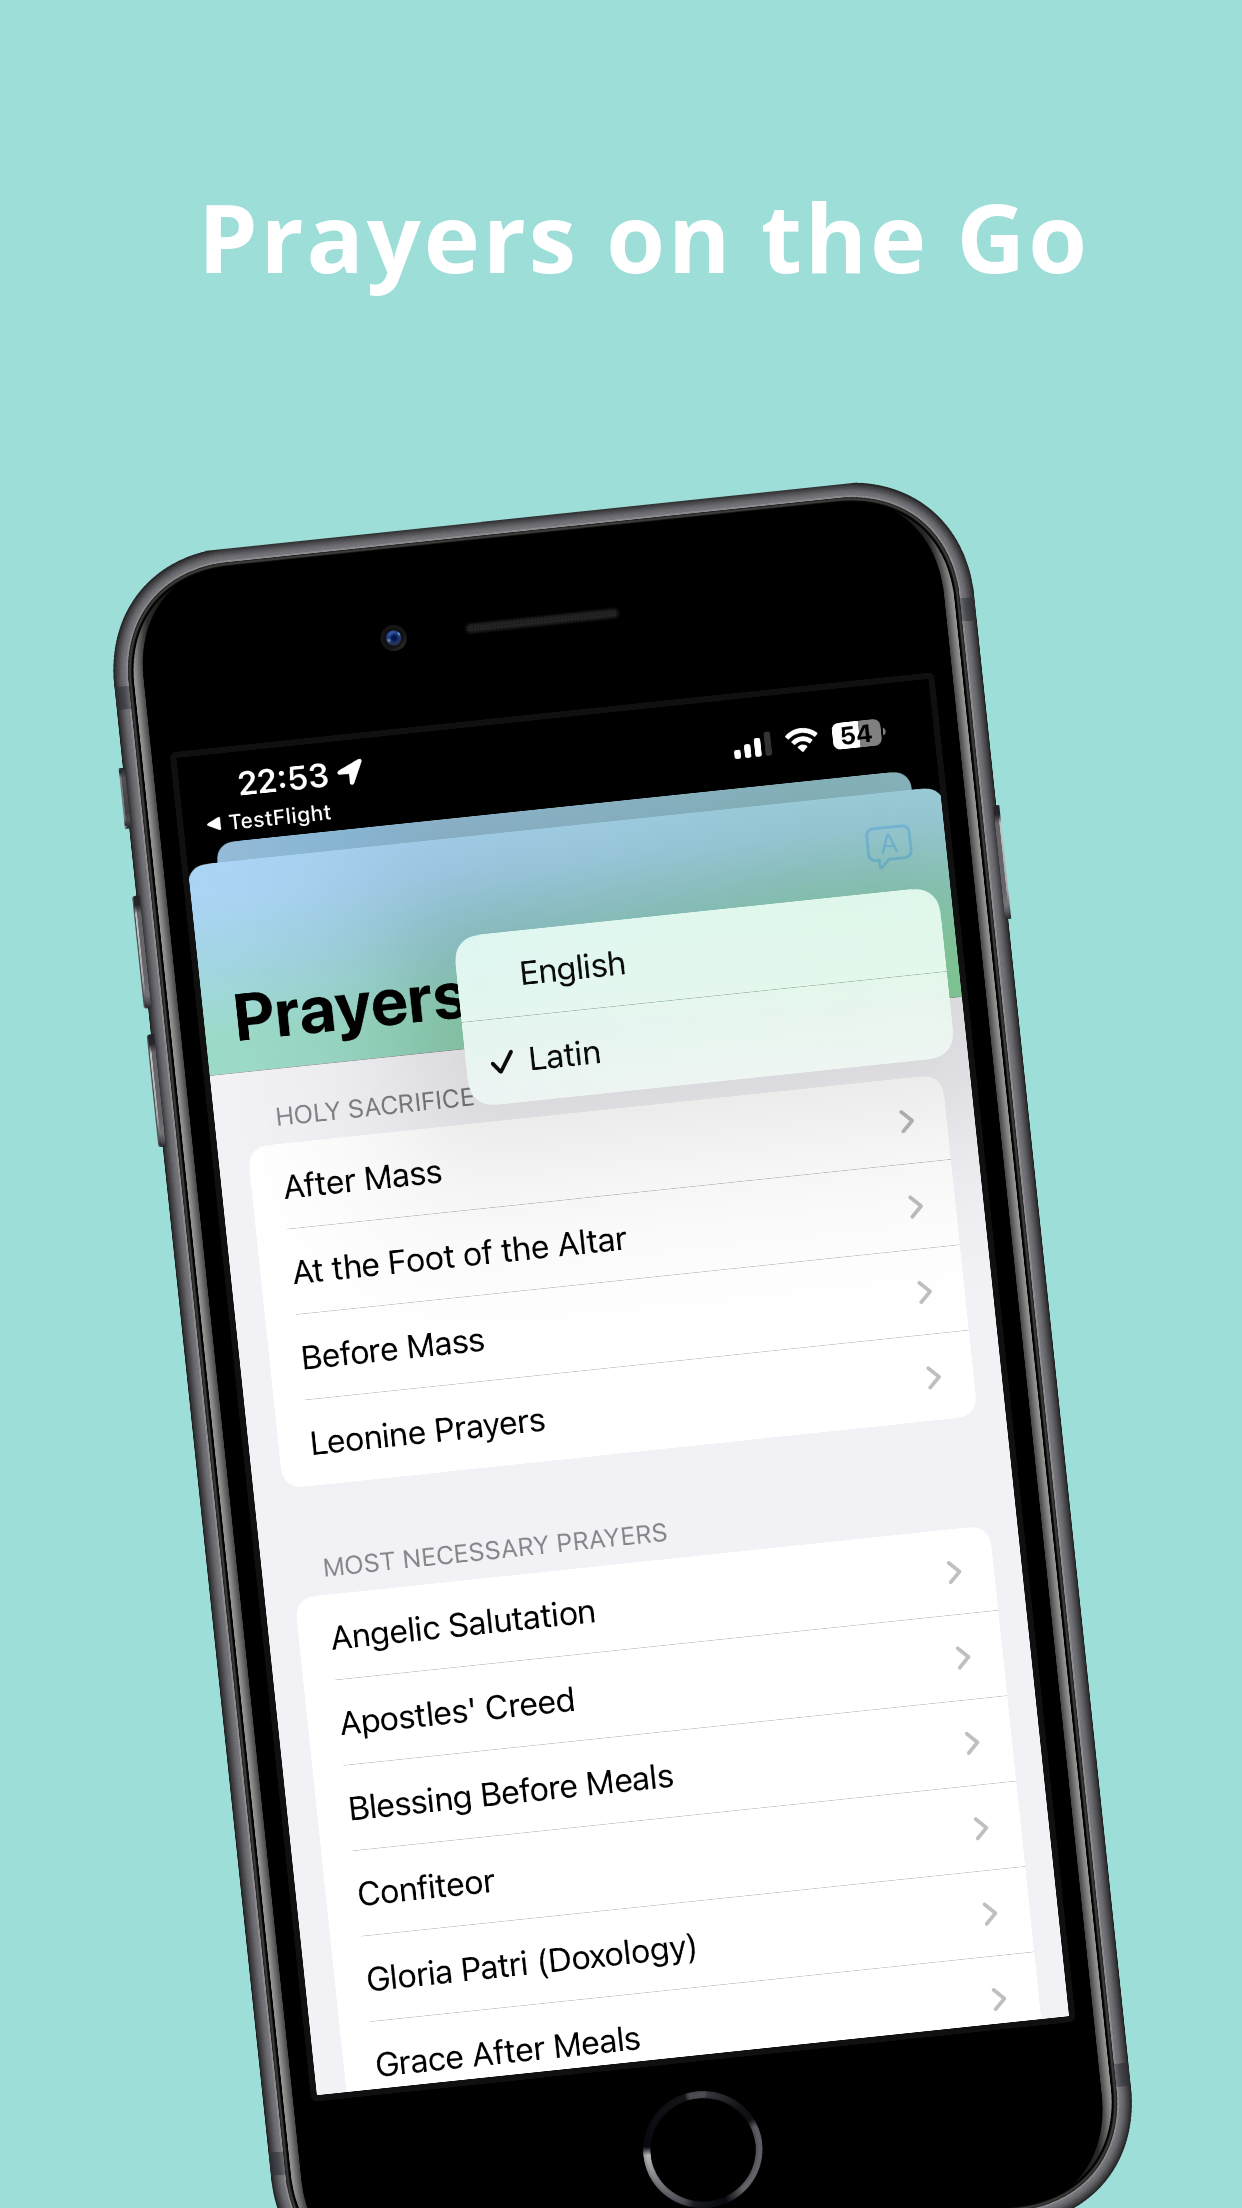 Prayers on the Go
22:53
54
TestFlight
A
Prayers
English
Latin
HOLY SACRIFICE
After Mass
At the Foot of the Altar
Before Mass
Leonine Prayers
MOST NECESSARY PRAYERS
Angelic Salutation
Apostles' Creed
Blessing Before Meals
Confiteor
Gloria Patri (Doxology)
Grace After Meals